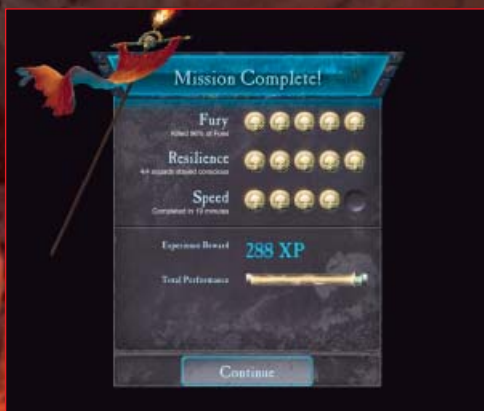 Mission Complete!
Fury
Killed 96% of Foes
Resilience
4/4 squads stayed conscious
Speed
Completed in 19 minutes
Experience Reward
288 XP
Total Performance
Continue